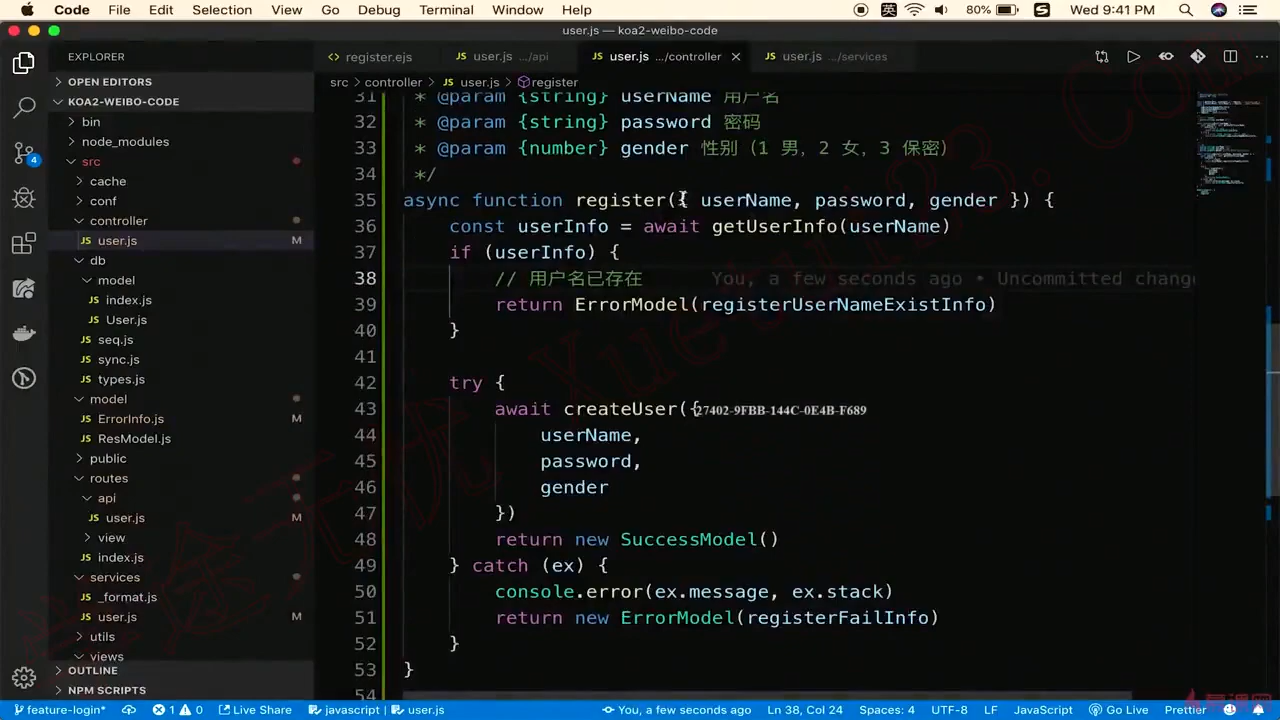 Code File Edit Selection View Go Debug Terminal Window Help 英 80% Wed 9:41 PM
user.js — koa2-weibo-code
EXPLORER
register.ejs user.js .../api user.js .../controller user.js .../services
OPEN EDITORS
KOA2-WEIBO-CODE
bin
node_modules
src
cache
conf
controller
user.js M
db
model
index.js
User.js
seq.js
sync.js
types.js
model
ErrorInfo.js
ResModel.js
public
routes
api
user.js M
view
index.js
services
_format.js
user.js M
utils
views
OUTLINE
NPM SCRIPTS
4
src > controller > user.js > register
31 * @param {string} userName 用户名
32 * @param {string} password 密码
33 * @param {number} gender 性别（1 男，2 女，3 保密）
34 */
35 async function register({ userName, password, gender }) {
36 const userInfo = await getUserInfo(userName)
37 if (userInfo) {
38 // 用户名已存在 You, a few seconds ago • Uncommitted change
39 return ErrorModel(registerUserNameExistInfo)
40 }
41
42 try {
43 await createUser({ 27402-9FBB-144C-0E4B-F689
44 userName,
45 password,
46 gender
47 })
48 return new SuccessModel()
49 } catch (ex) {
50 console.error(ex.message, ex.stack)
51 return new ErrorModel(registerFailInfo)
52 }
53 }
54
feature-login* 1 0 Live Share javascript | user.js You, a few seconds ago Ln 38, Col 24 Spaces: 4 UTF-8 LF JavaScript Go Live Prettier